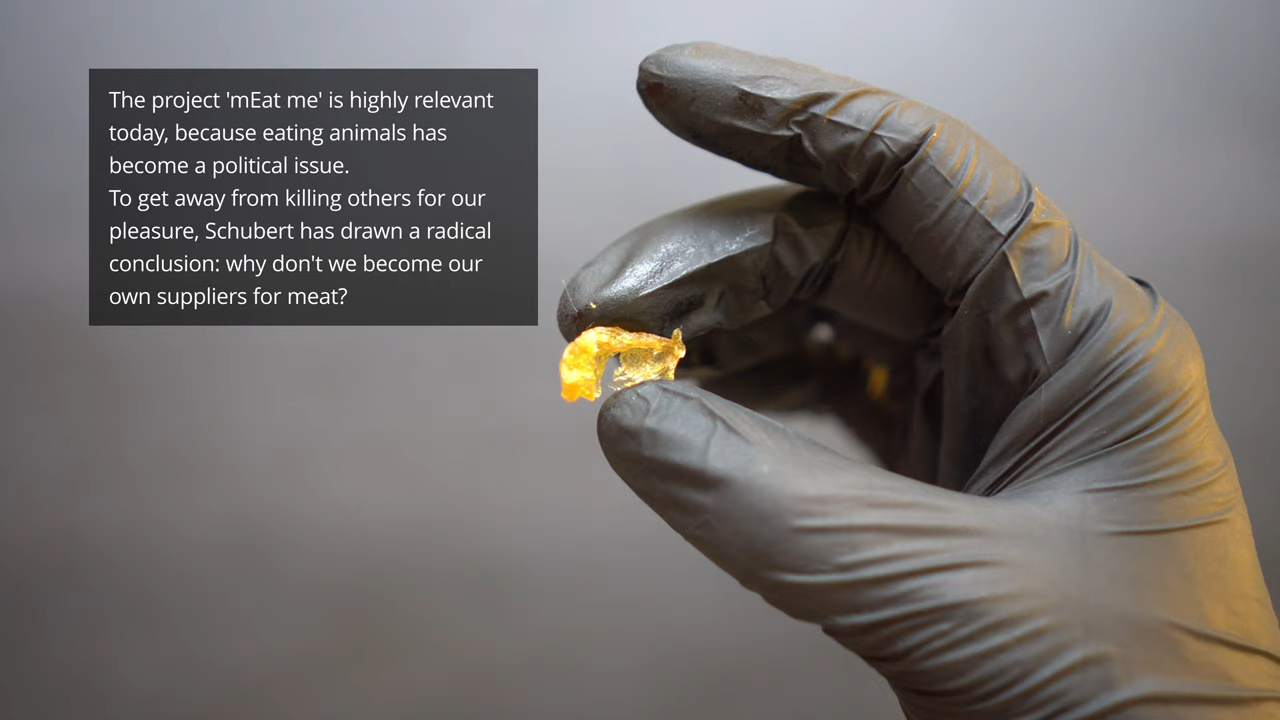 The project 'mEat me' is highly relevant
today, because eating animals has
become a political issue.
To get away from killing others for our
pleasure, Schubert has drawn a radical
conclusion: why don't we become our
own suppliers for meat?